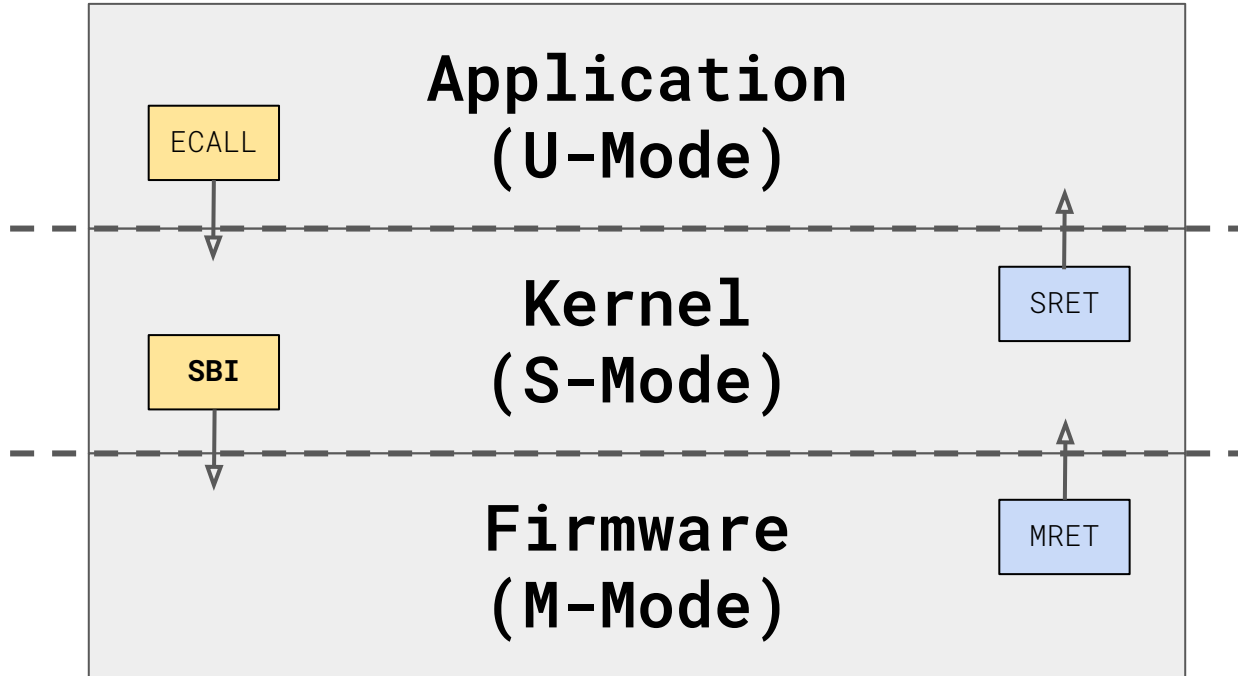 Application
(U-Mode)
ECALL
Kernel
(S-Mode)
SRET
SBI
Firmware
(M-Mode)
MRET